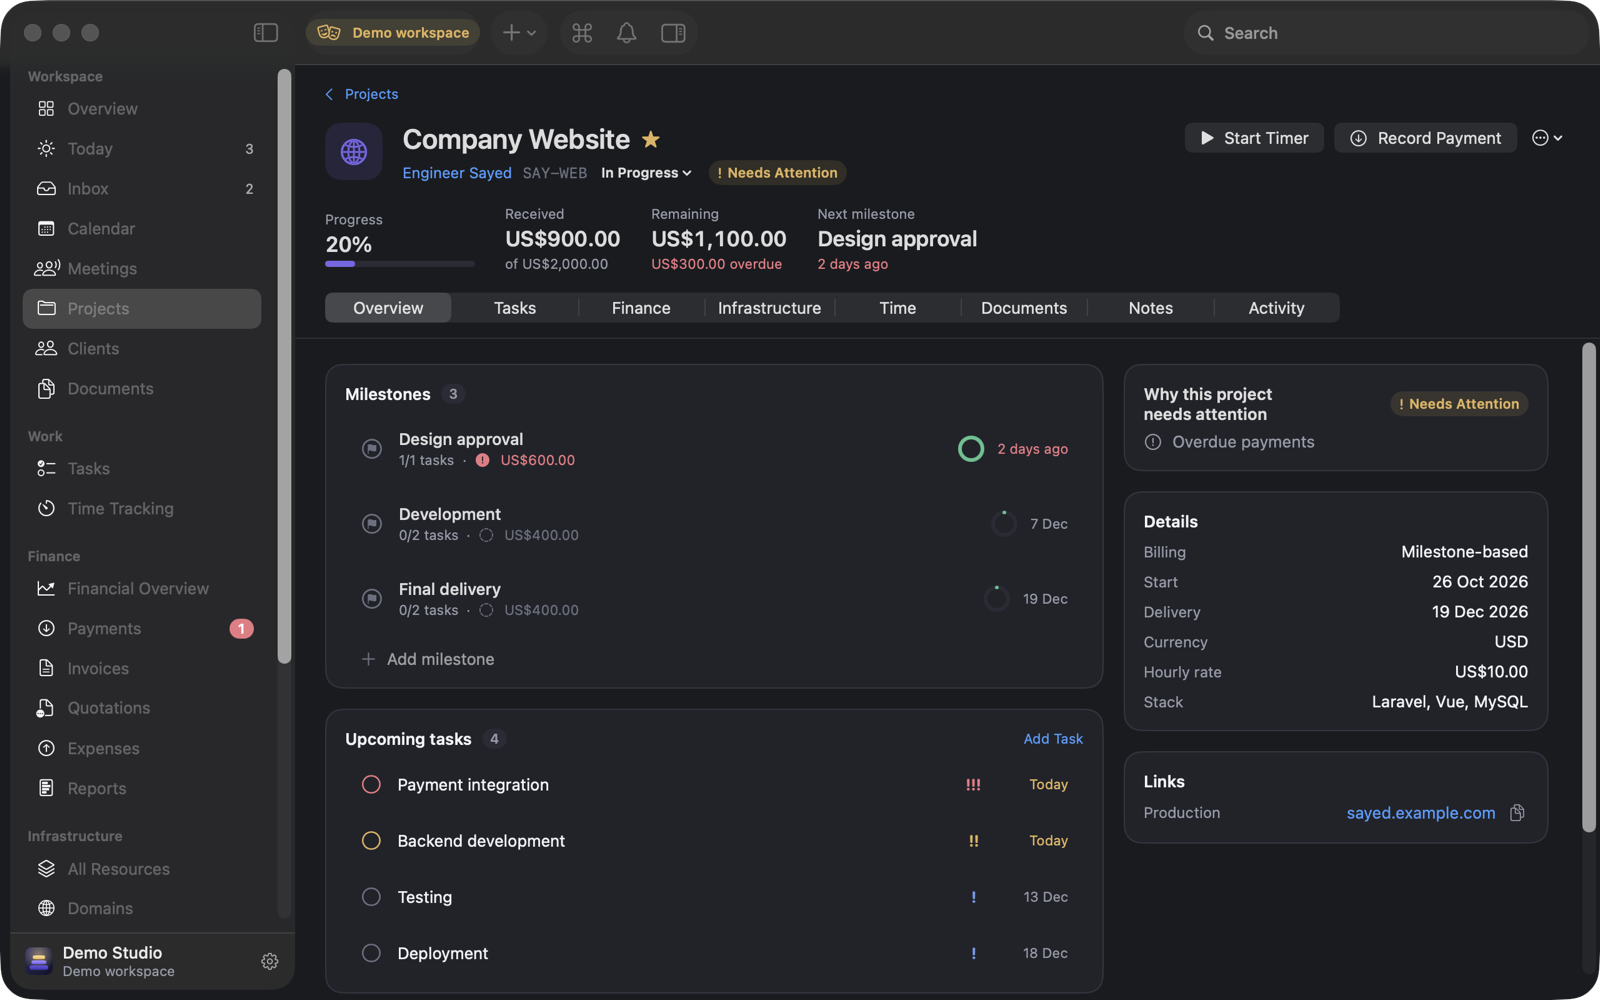 Demo workspace
Search
Workspace
Overview
Today 3
Inbox 2
Calendar
Meetings
Projects
Clients
Documents
Work
Tasks
Time Tracking
Finance
Financial Overview
Payments 1
Invoices
Quotations
Expenses
Reports
Infrastructure
All Resources
Domains
Demo Studio
Demo workspace
Projects
Company Website
Start Timer
Record Payment
Engineer Sayed SAY-WEB In Progress ! Needs Attention
Progress
20%
Received
US$900.00
of US$2,000.00
Remaining
US$1,100.00
US$300.00 overdue
Next milestone
Design approval
2 days ago
Overview Tasks Finance Infrastructure Time Documents Notes Activity
Milestones 3
Design approval
1/1 tasks · US$600.00
2 days ago
Development
0/2 tasks · US$400.00
7 Dec
Final delivery
0/2 tasks · US$400.00
19 Dec
Add milestone
Upcoming tasks 4
Add Task
Payment integration !!! Today
Backend development !! Today
Testing ! 13 Dec
Deployment ! 18 Dec
Why this project
needs attention
! Needs Attention
Overdue payments
Details
Billing Milestone-based
Start 26 Oct 2026
Delivery 19 Dec 2026
Currency USD
Hourly rate US$10.00
Stack Laravel, Vue, MySQL
Links
Production sayed.example.com